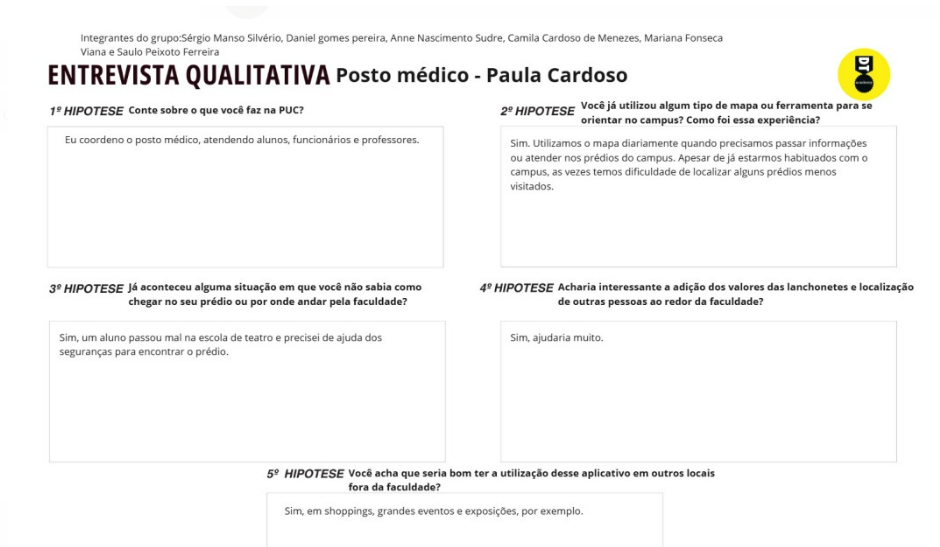 Integrantes do grupo:Sérgio Manso Silvério, Daniel gomes pereira, Anne Nascimento Sudre, Camila Cardoso de Menezes, Mariana Fonseca
Viana e Saulo Peixoto Ferreira
ENTREVISTA QUALITATIVA Posto médico - Paula Cardoso
1º HIPOTESE Conte sobre o que você faz na PUC?
Eu coordeno o posto médico, atendendo alunos, funcionários e professores.
2º HIPOTESE Você já utilizou algum tipo de mapa ou ferramenta para se
orientar no campus? Como foi essa experiência?
Sim. Utilizamos o mapa diariamente quando precisamos passar informações
ou atender nos prédios do campus. Apesar de já estarmos habituados com o
campus, as vezes temos dificuldade de localizar alguns prédios menos
visitados.
3º HIPOTESE Já aconteceu alguma situação em que você não sabia como
chegar no seu prédio ou por onde andar pela faculdade?
Sim, um aluno passou mal na escola de teatro e precisei de ajuda dos
seguranças para encontrar o prédio.
4º HIPOTESE Acharia interessante a adição dos valores das lanchonetes e localização
de outras pessoas ao redor da faculdade?
Sim, ajudaria muito.
5º HIPOTESE Você acha que seria bom ter a utilização desse aplicativo em outros locais
fora da faculdade?
Sim, em shoppings, grandes eventos e exposições, por exemplo.